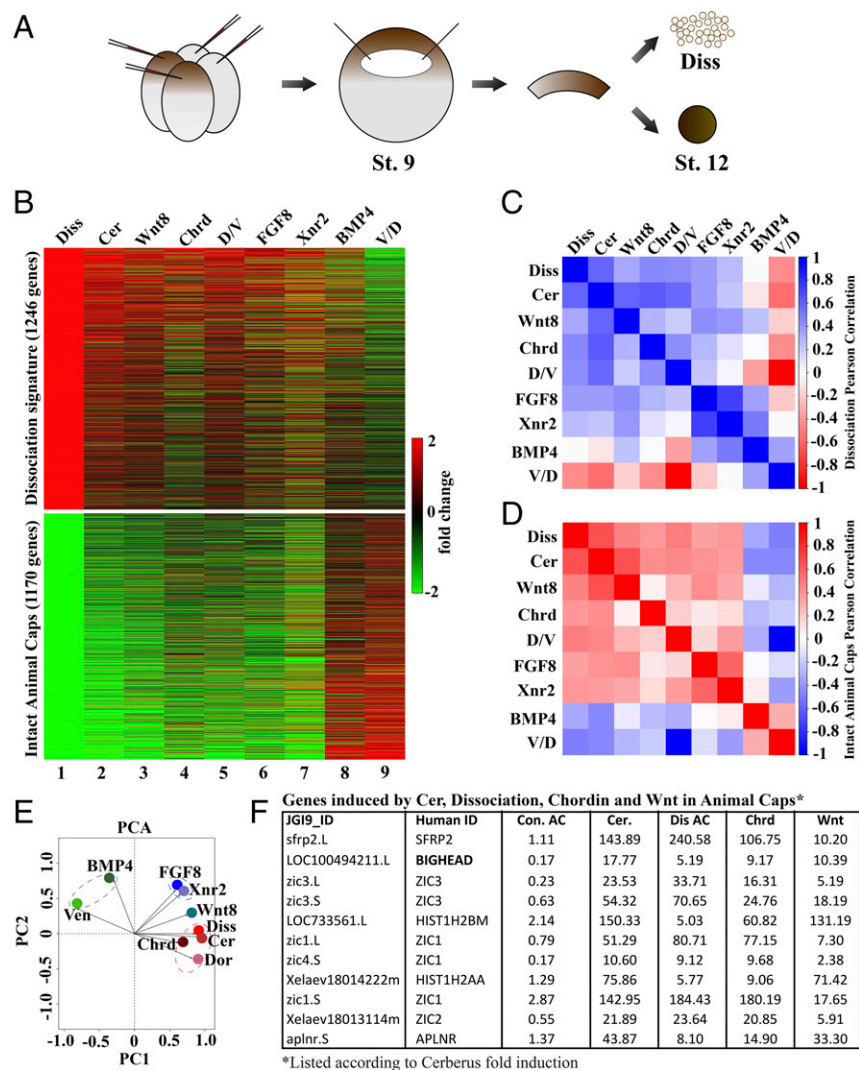 A
Diss
St. 9
St. 12
B
Diss Cer Wnt8 Chrd D/V FGF8 Xnr2 BMP4 V/D
Dissociation signature (1246 genes)
Intact Animal Caps (1170 genes)
2
0
-2
fold change
1 2 3 4 5 6 7 8 9
C
Diss Cer Wnt8 Chrd D/V FGF8 Xnr2 BMP4 V/D
Diss
Cer
Wnt8
Chrd
D/V
FGF8
Xnr2
BMP4
V/D
1
0.8
0.6
0.4
0.2
0
-0.2
-0.4
-0.6
-0.8
-1
Dissociation Pearson Correlation
D
Diss
Cer
Wnt8
Chrd
D/V
FGF8
Xnr2
BMP4
V/D
1
0.8
0.6
0.4
0.2
0
-0.2
-0.4
-0.6
-0.8
-1
Intact Animal Caps Pearson Correlation
E
PCA
PC2
1.0
0.5
0
-0.5
-1.0
BMP4
FGF8
Xnr2
Ven
Wnt8
Diss
Chrd
Cer
Dor
-1.0 -0.5 0 0.5 1.0
PC1
F
Genes induced by Cer, Dissociation, Chordin and Wnt in Animal Caps*
JGI9_ID Human ID Con. AC Cer. Dis AC Chrd Wnt
sfrp2.L SFRP2 1.11 143.89 240.58 106.75 10.20
LOC100494211.L BIGHEAD 0.17 17.77 5.19 9.17 10.39
zic3.L ZIC3 0.23 23.53 33.71 16.31 5.19
zic3.S ZIC3 0.63 54.32 70.65 24.76 18.19
LOC733561.L HIST1H2BM 2.14 150.33 5.03 60.82 131.19
zic1.L ZIC1 0.79 51.29 80.71 77.15 7.30
zic4.S ZIC1 0.17 10.60 9.12 9.68 2.38
Xelaev18014222m HIST1H2AA 1.29 75.86 5.77 9.06 71.42
zic1.S ZIC1 2.87 142.95 184.43 180.19 17.65
Xelaev18013114m ZIC2 0.55 21.89 23.64 20.85 5.91
aplnr.S APLNR 1.37 43.87 8.10 14.90 33.30
*Listed according to Cerberus fold induction